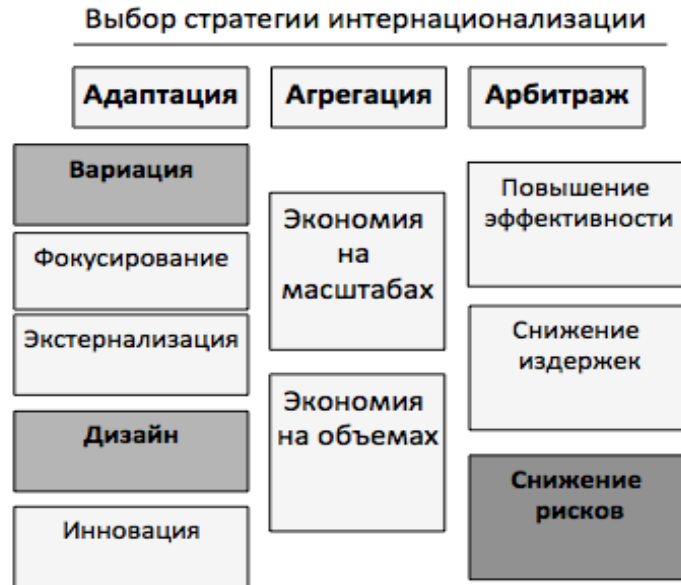 Выбор стратегии интернационализации
Адаптация
Вариация
Фокусирование
Экстернализация
Дизайн
Инновация
Агрегация
Экономия
на
масштабах
Экономия
на объемах
Арбитраж
Повышение
эффективности
Снижение
издержек
Снижение
рисков